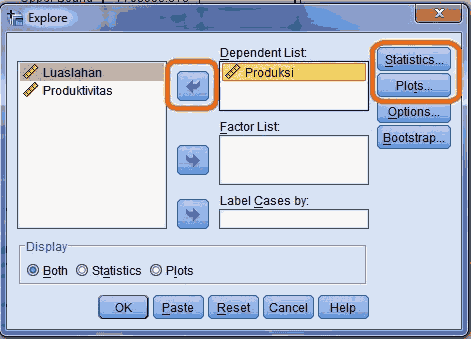 Explore
Dependent List:
Luaslahan
Produktivitas
Produksi
Statistics...
Plots...
Options...
Bootstrap...
Factor List:
Label Cases by:
Display
Both Statistics Plots
OK Paste Reset Cancel Help